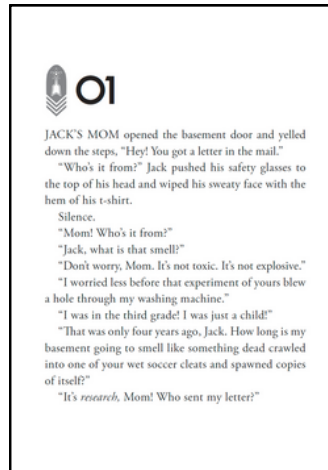 01
JACK'S MOM opened the basement door and yelled
down the steps, "Hey! You got a letter in the mail."
"Who's it from?" Jack pushed his safety glasses to
the top of his head and wiped his sweaty face with the
hem of his t-shirt.
Silence.
"Mom! Who's it from?"
"Jack, what is that smell?"
"Don't worry, Mom. It's not toxic. It's not explosive."
"I worried less before that experiment of yours blew
a hole through my washing machine."
"I was in the third grade! I was just a child!"
"That was only four years ago, Jack. How long is my
basement going to smell like something dead crawled
into one of your wet soccer cleats and spawned copies
of itself?"
"It's research, Mom! Who sent my letter?"